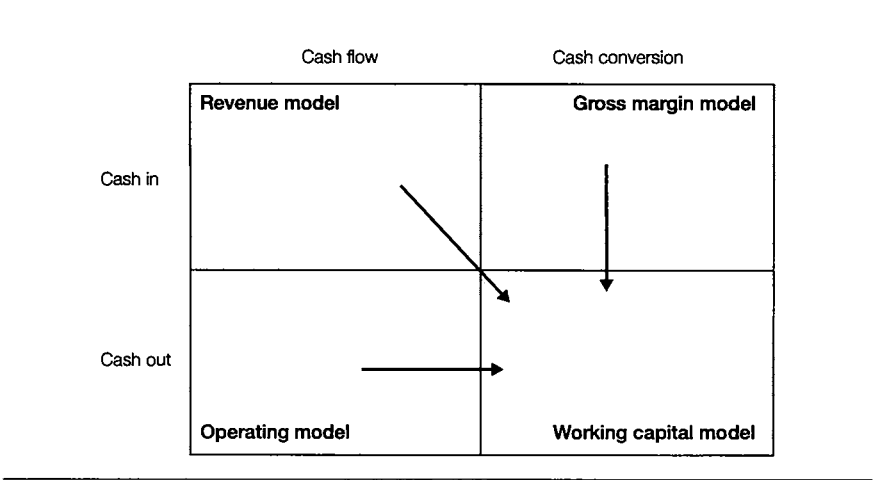 Cash flow
Cash conversion
Revenue model
Gross margin model
Cash in
Cash out
Operating model
Working capital model